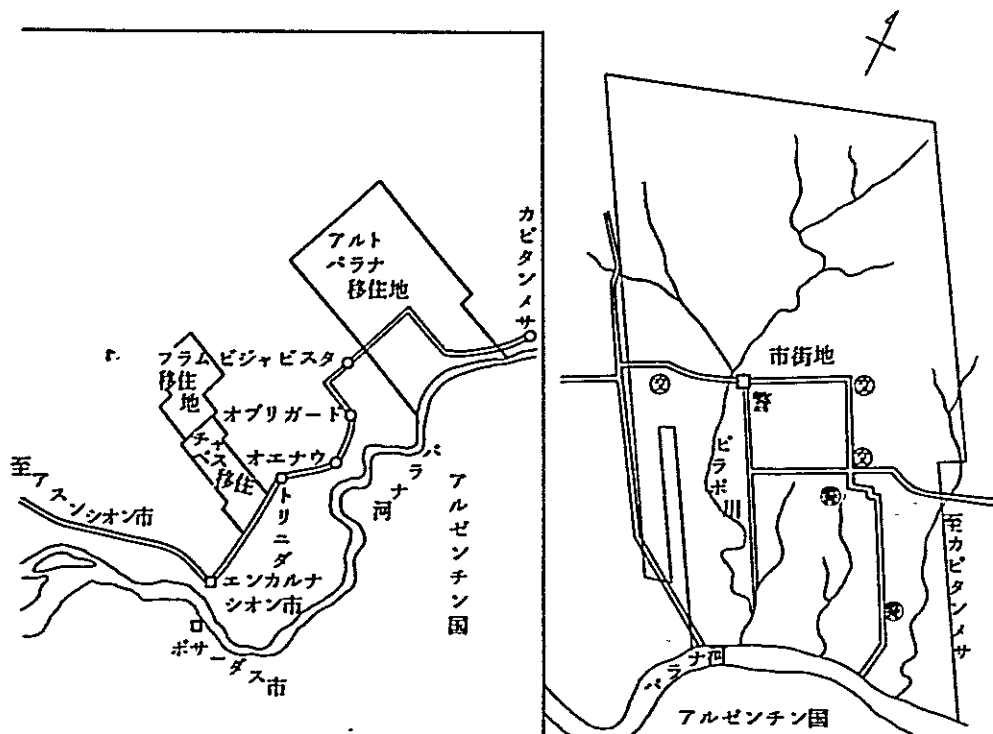 アルト
パラナ
移住地
カピタンメサ
フラム
移住
地
ビジャビスタ
オブリガード
チャ
ベス
移住
オエナウ
トリニダ
至アスンシオン市
エンカルナ
シオン市
ポサーダス市
パラナ河
アルゼンチン国
市街地
文
警
文
文
ピラポ川
至カピタンメサ
パラナ河
アルゼンチン国